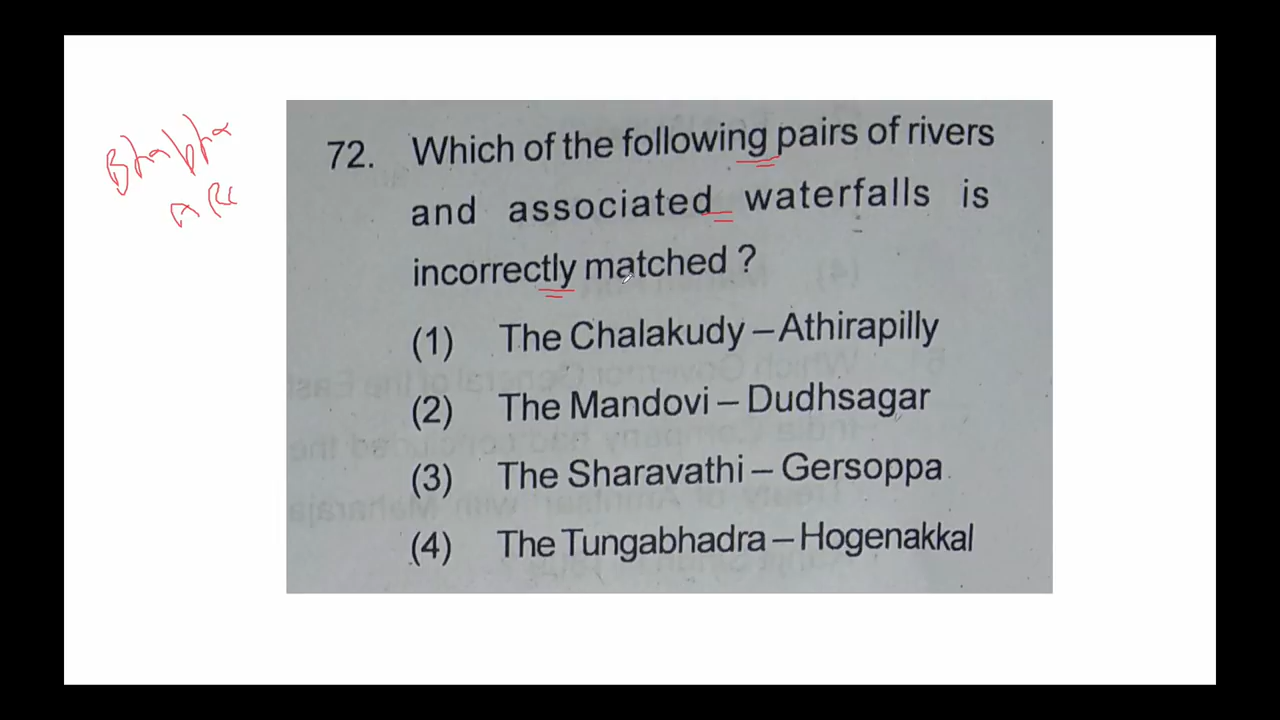 Bhabha
72. Which of the following pairs of rivers
and associated waterfalls is
incorrectly matched ?
(1) The Chalakudy – Athirapilly
(2) The Mandovi – Dudhsagar
(3) The Sharavathi – Gersoppa
(4) The Tungabhadra – Hogenakkal